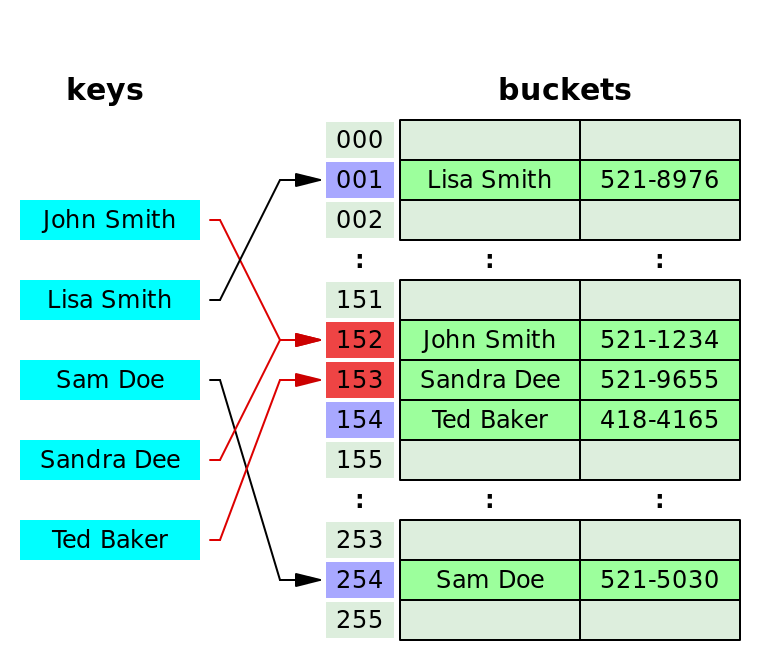 keys
buckets
000
001 Lisa Smith 521-8976
002
: : :
John Smith
Lisa Smith
Sam Doe
Sandra Dee
Ted Baker
151
152 John Smith 521-1234
153 Sandra Dee 521-9655
154 Ted Baker 418-4165
155
: : :
253
254 Sam Doe 521-5030
255